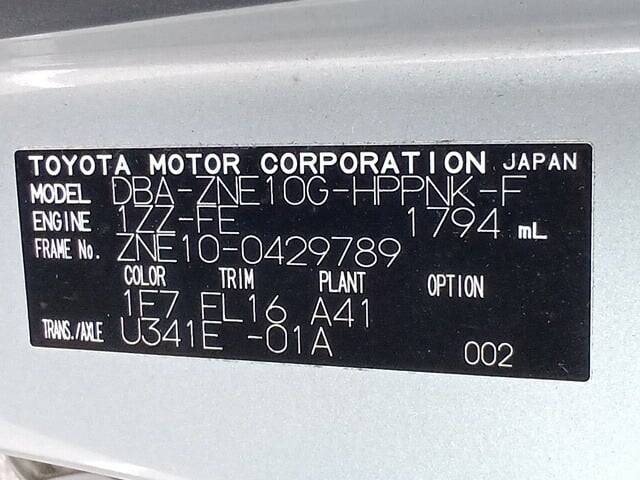 TOYOTA MOTOR CORPORATION JAPAN
MODEL DBA-ZNE10G-HPPNK-F
ENGINE 1ZZ-FE 1794 mL
FRAME No. ZNE10-0429789
COLOR TRIM PLANT OPTION
1F7 FL16 A41
TRANS./AXLE U341E -01A 002